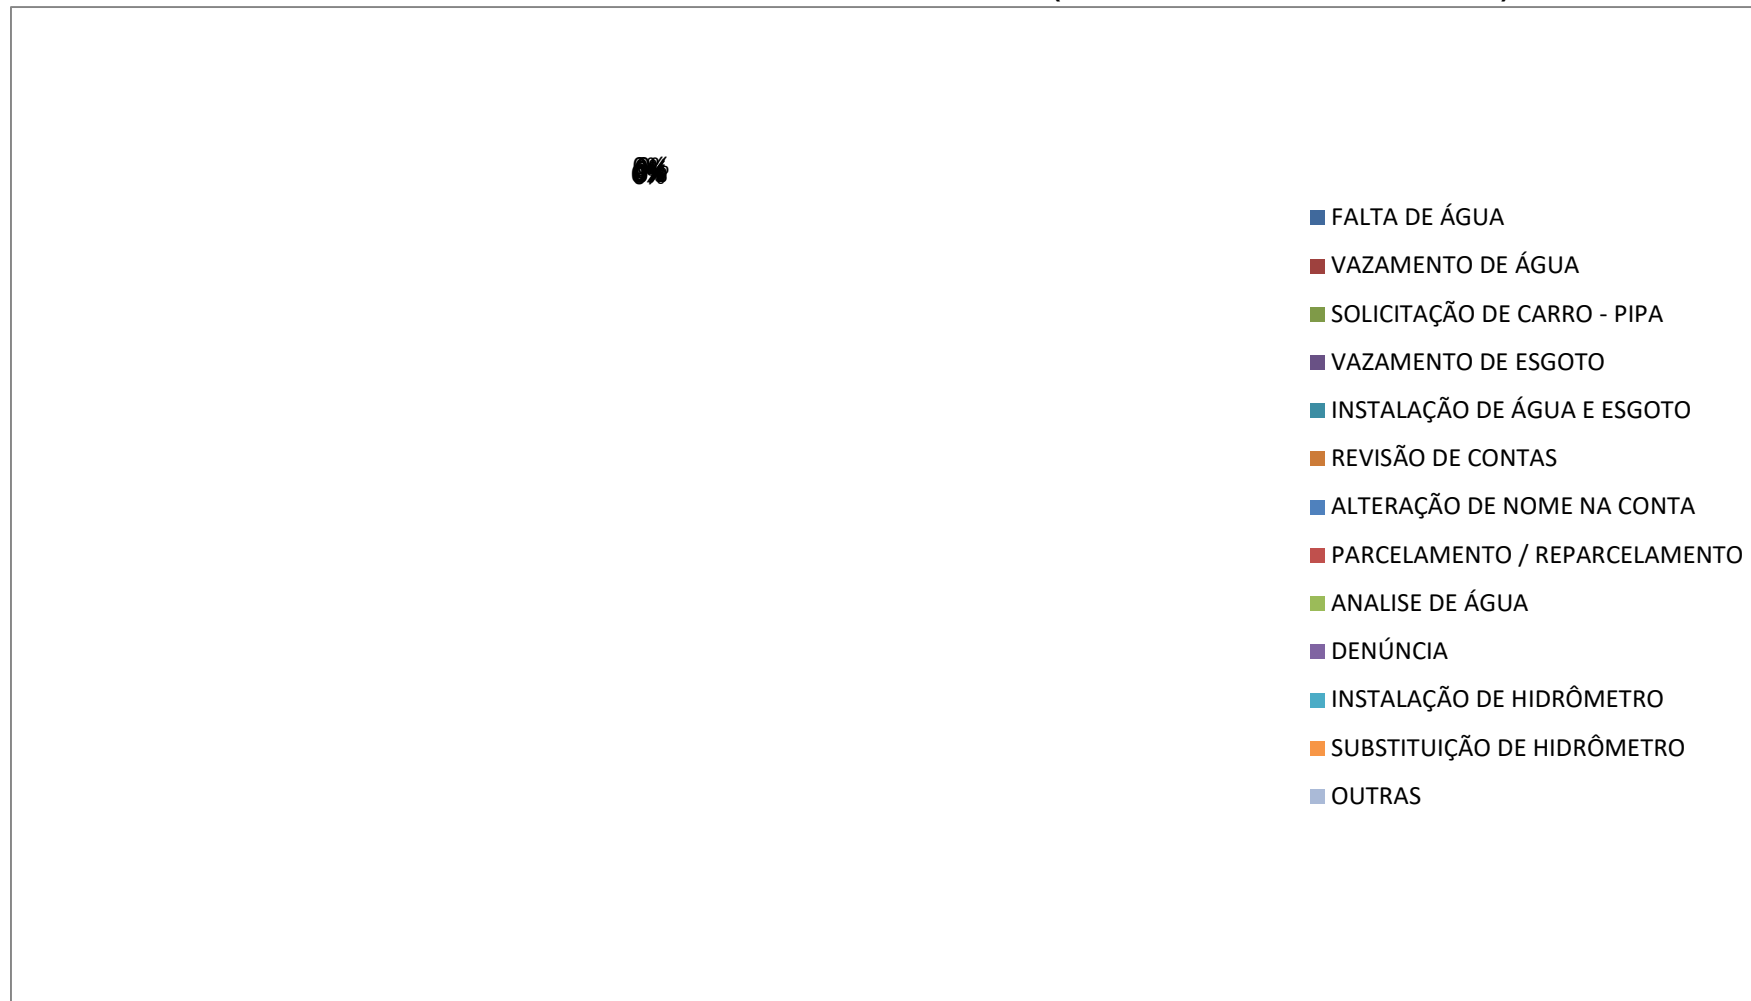 0%
FALTA DE ÁGUA
VAZAMENTO DE ÁGUA
SOLICITAÇÃO DE CARRO - PIPA
VAZAMENTO DE ESGOTO
INSTALAÇÃO DE ÁGUA E ESGOTO
REVISÃO DE CONTAS
ALTERAÇÃO DE NOME NA CONTA
PARCELAMENTO / REPARCELAMENTO
ANALISE DE ÁGUA
DENÚNCIA
INSTALAÇÃO DE HIDRÔMETRO
SUBSTITUIÇÃO DE HIDRÔMETRO
OUTRAS